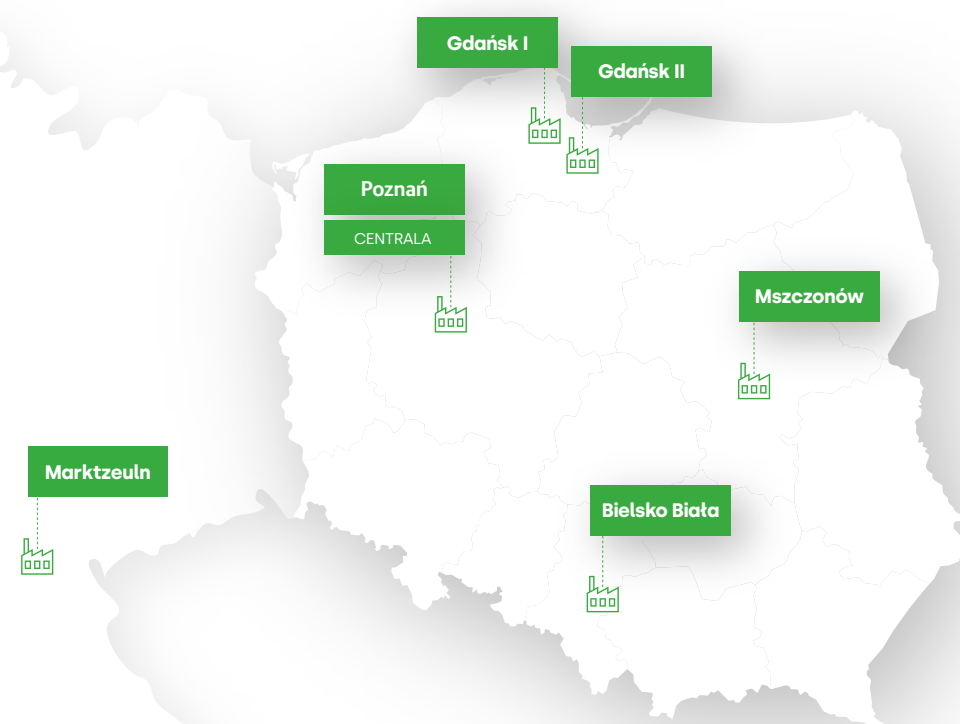 Gdańsk I
Gdańsk II
Poznań
CENTRALA
Mszczonów
Marktzeuln
Bielsko Biała